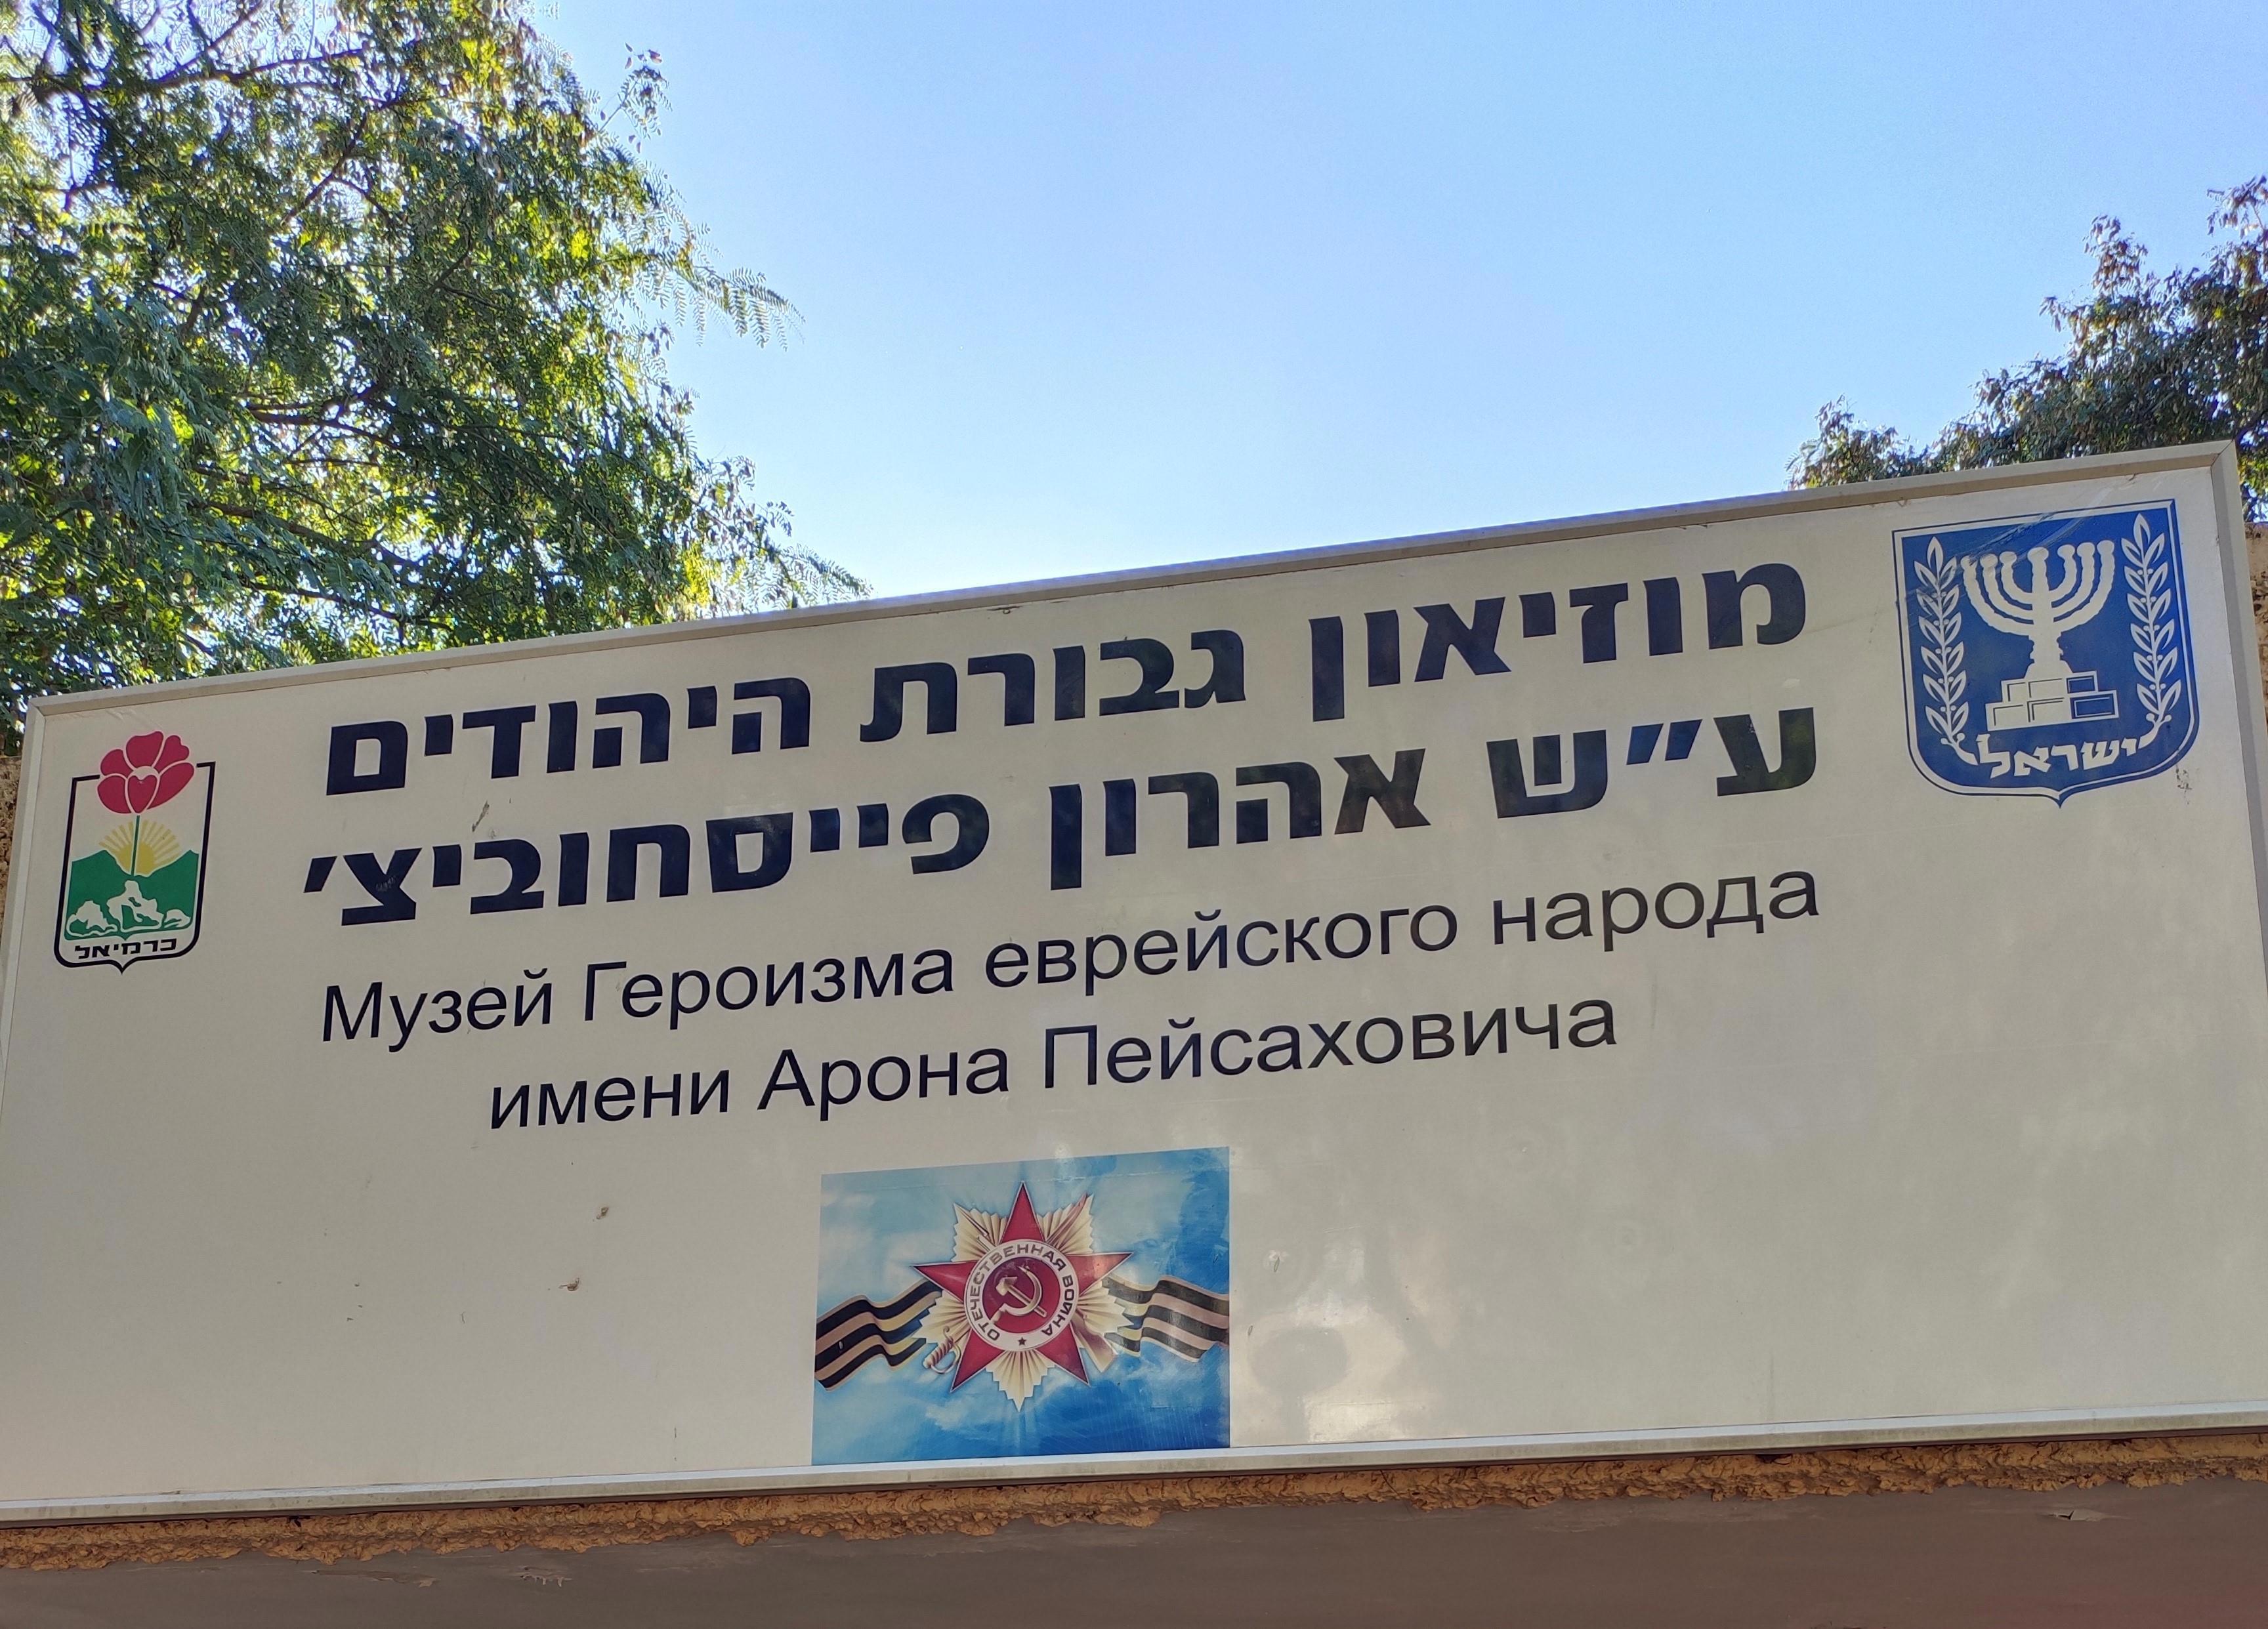 מוזיאון גבורת היהודים
ע״ש אהרון פייסחוביצ׳
Музей Героизма еврейского народа
имени Арона Пейсаховича
ישראל
כרמיאל
ОТЕЧЕСТВЕННАЯ ВОЙНА